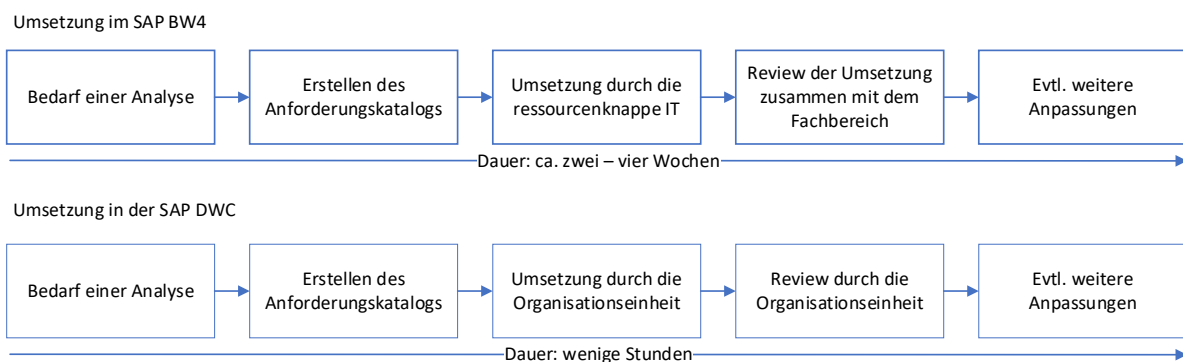 Umsetzung im SAP BW4
Bedarf einer Analyse
Erstellen des
Anforderungskatalogs
Umsetzung durch die
ressourcenknappe IT
Review der Umsetzung
zusammen mit dem
Fachbereich
Evtl. weitere
Anpassungen
Dauer: ca. zwei – vier Wochen
Umsetzung in der SAP DWC
Bedarf einer Analyse
Erstellen des
Anforderungskatalogs
Umsetzung durch die
Organisationseinheit
Review durch die
Organisationseinheit
Evtl. weitere
Anpassungen
Dauer: wenige Stunden